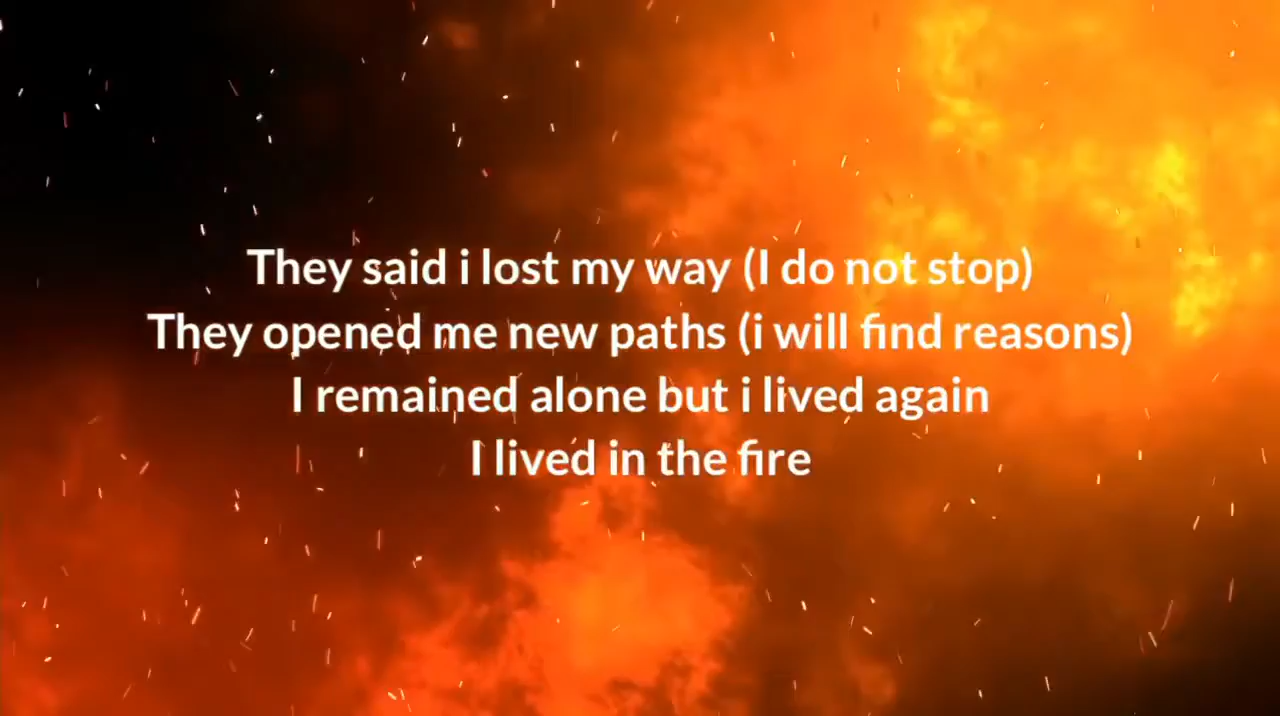 They said i lost my way (I do not stop)
They opened me new paths (i will find reasons)
I remained alone but i lived again
I lived in the fire